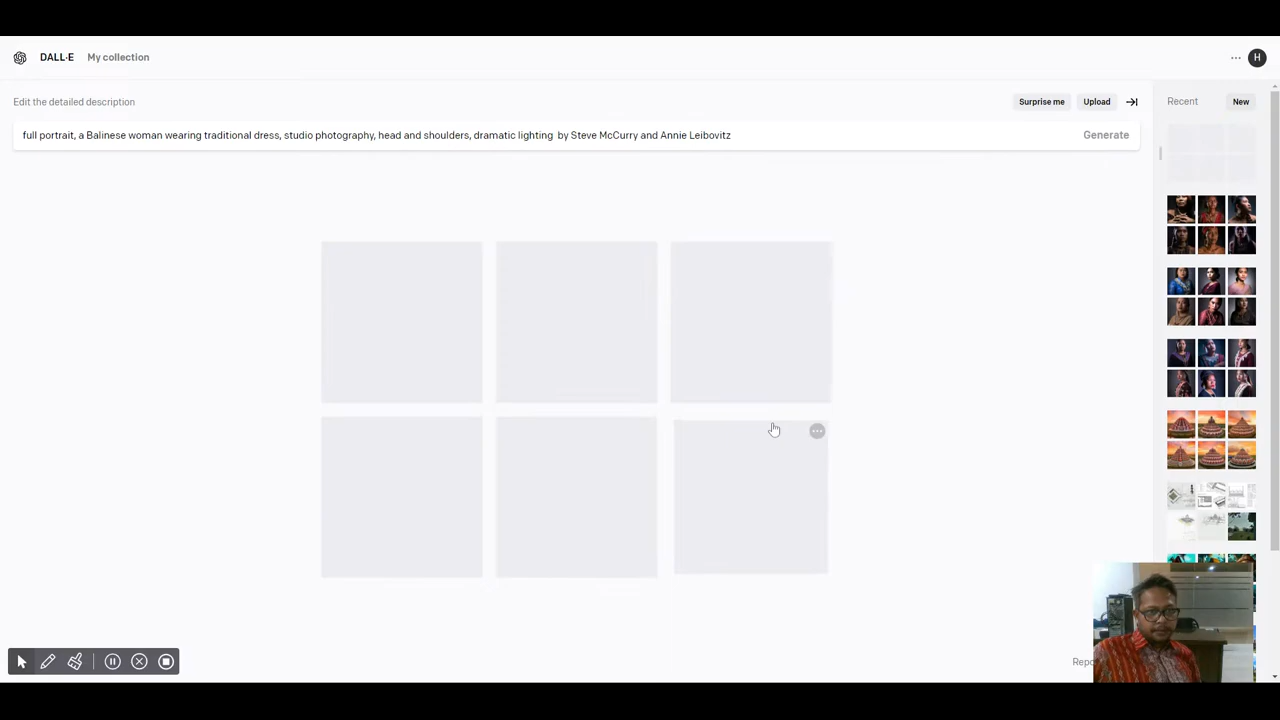 DALL·E My collection
H
Edit the detailed description
Surprise me Upload
Recent New
full portrait, a Balinese woman wearing traditional dress, studio photography, head and shoulders, dramatic lighting  by Steve McCurry and Annie Leibovitz Generate